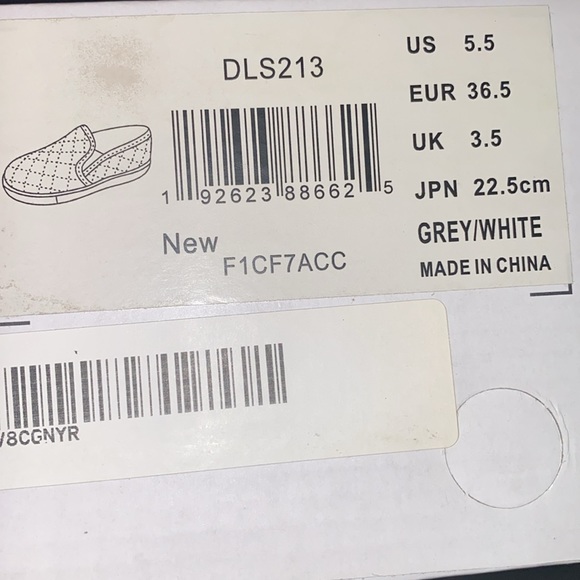 DLS213
1 92623 88662 5
New
F1CF7ACC
US 5.5
EUR 36.5
UK 3.5
JPN 22.5cm
GREY/WHITE
MADE IN CHINA
/8CGNYR